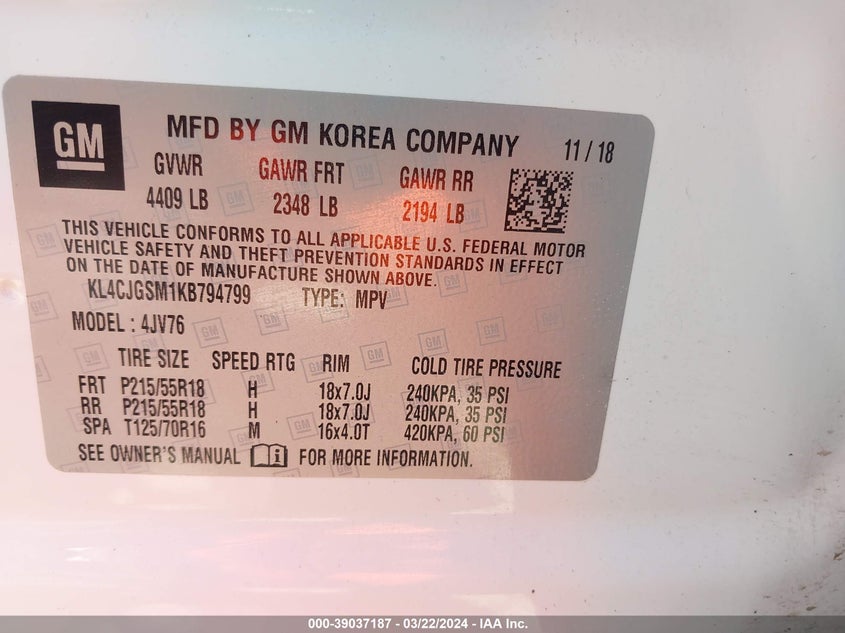 GM
MFD BY GM KOREA COMPANY 11 / 18
GVWR GAWR FRT GAWR RR
4409 LB 2348 LB 2194 LB
THIS VEHICLE CONFORMS TO ALL APPLICABLE U.S. FEDERAL MOTOR
VEHICLE SAFETY AND THEFT PREVENTION STANDARDS IN EFFECT
ON THE DATE OF MANUFACTURE SHOWN ABOVE.
KL4CJGSM1KB794799 TYPE: MPV
MODEL : 4JV76
TIRE SIZE SPEED RTG RIM COLD TIRE PRESSURE
FRT P215/55R18 H 18x7.0J 240KPA, 35 PSI
RR P215/55R18 H 18x7.0J 240KPA, 35 PSI
SPA T125/70R16 M 16x4.0T 420KPA, 60 PSI
SEE OWNER'S MANUAL FOR MORE INFORMATION.
000-39037187 - 03/22/2024 - IAA Inc.